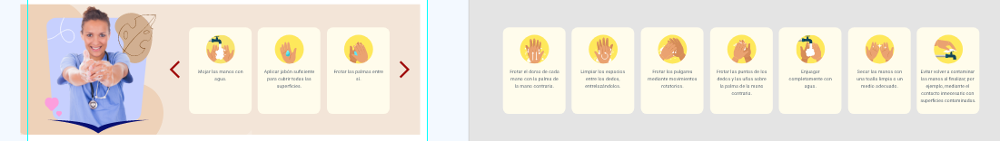 Mojar las manos con
agua.
Aplicar jabón suficiente
para cubrir todas las
superficies.
Frotar las palmas entre
sí.
Frotar el dorso de cada
mano con la palma de
la mano contraria.
Limpiar los espacios
entre los dedos,
entrelazándolos.
Frotar los pulgares
mediante movimientos
rotatorios.
Frotar las puntas de los
dedos y las uñas sobre
la palma de la mano
contraria.
Enjuagar
completamente con
agua.
Secar las manos con
una toalla limpia o un
medio adecuado.
Evitar volver a contaminar
las manos al finalizar, por
ejemplo, mediante el
contacto innecesario con
superficies contaminadas.